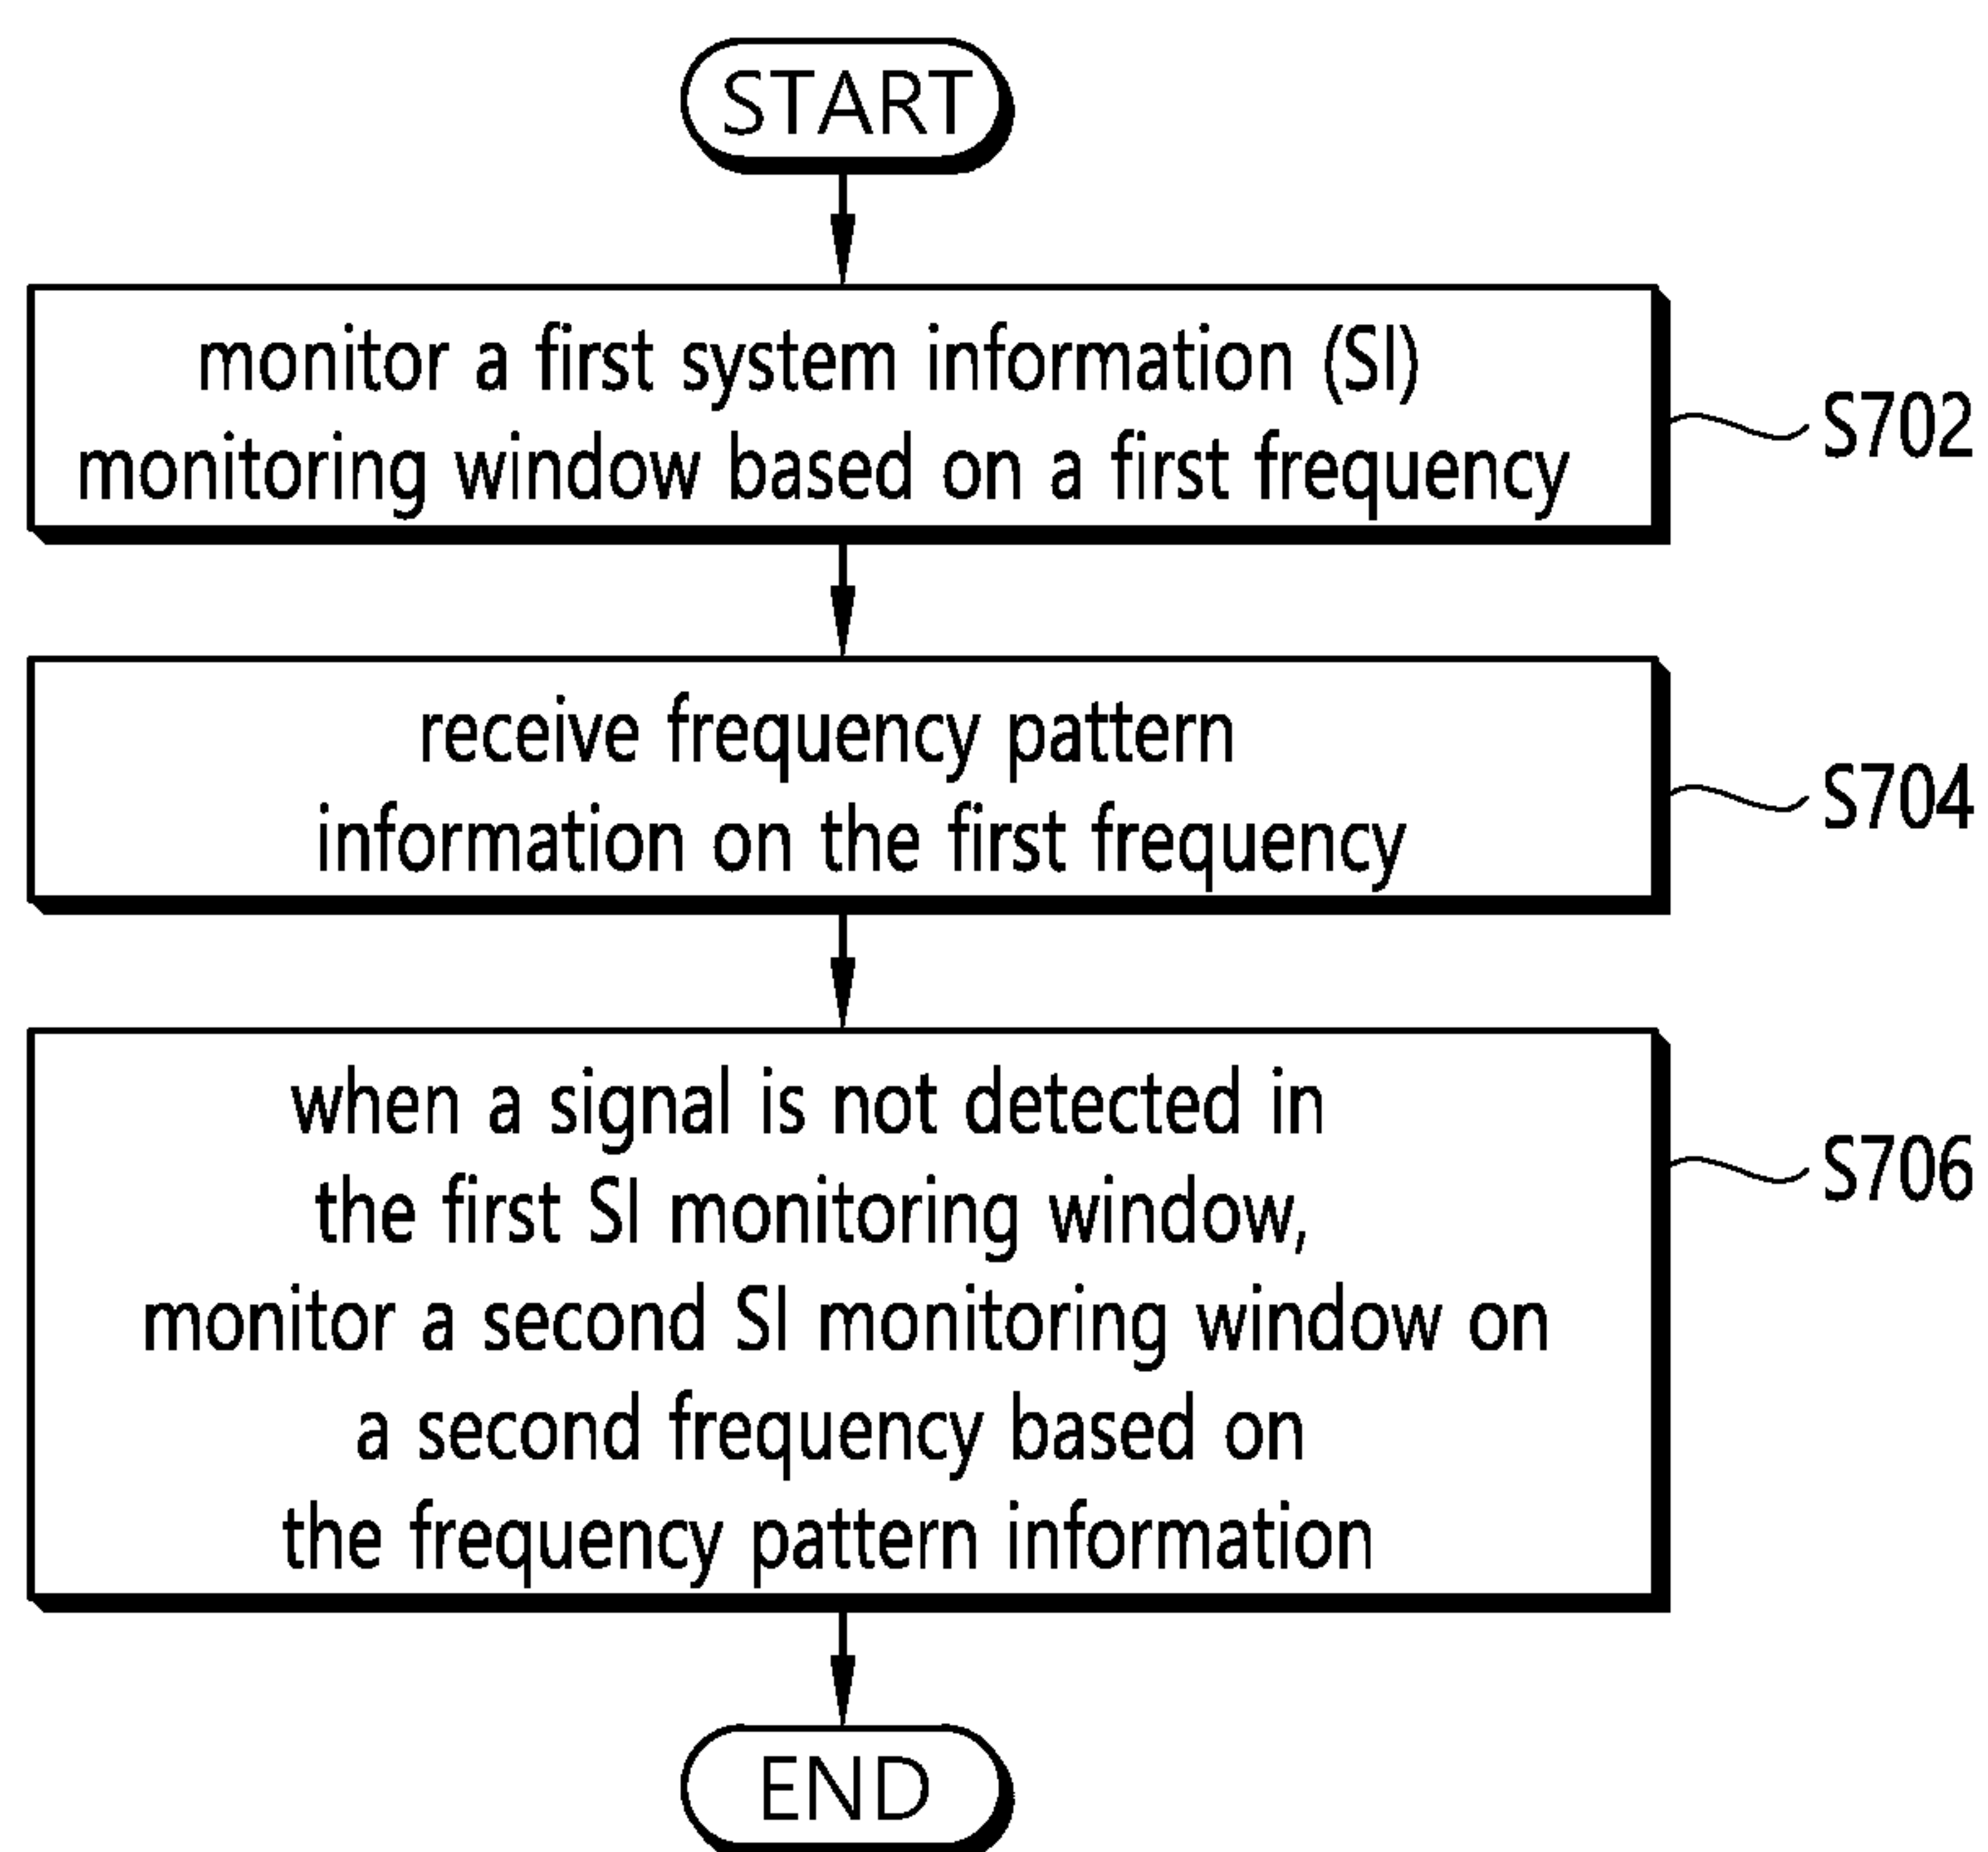 START
monitor a first system information (SI)
monitoring window based on a first frequency
S702
receive frequency pattern
information on the first frequency
S704
when a signal is not detected in
the first SI monitoring window,
monitor a second SI monitoring window on
a second frequency based on
the frequency pattern information
S706
END